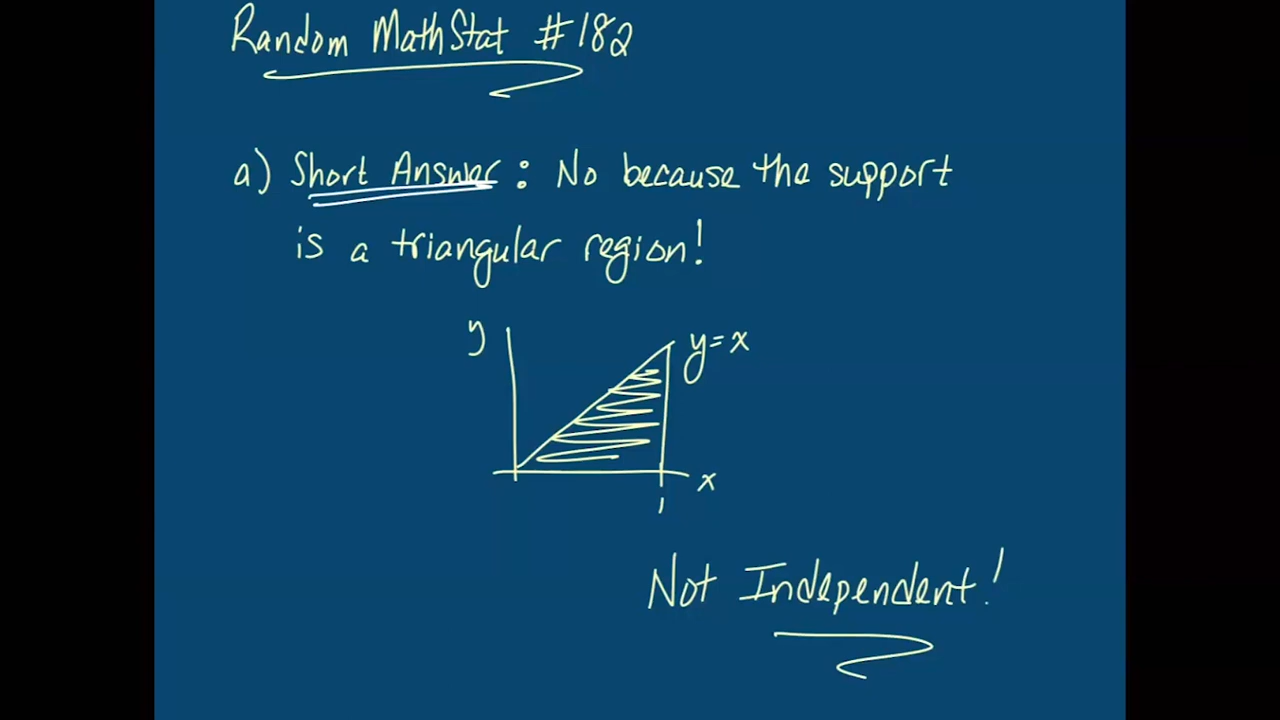 Random MathStat #182
a) Short Answer: No because the support
is a triangular region!
y
y=x
x
1
Not Independent!